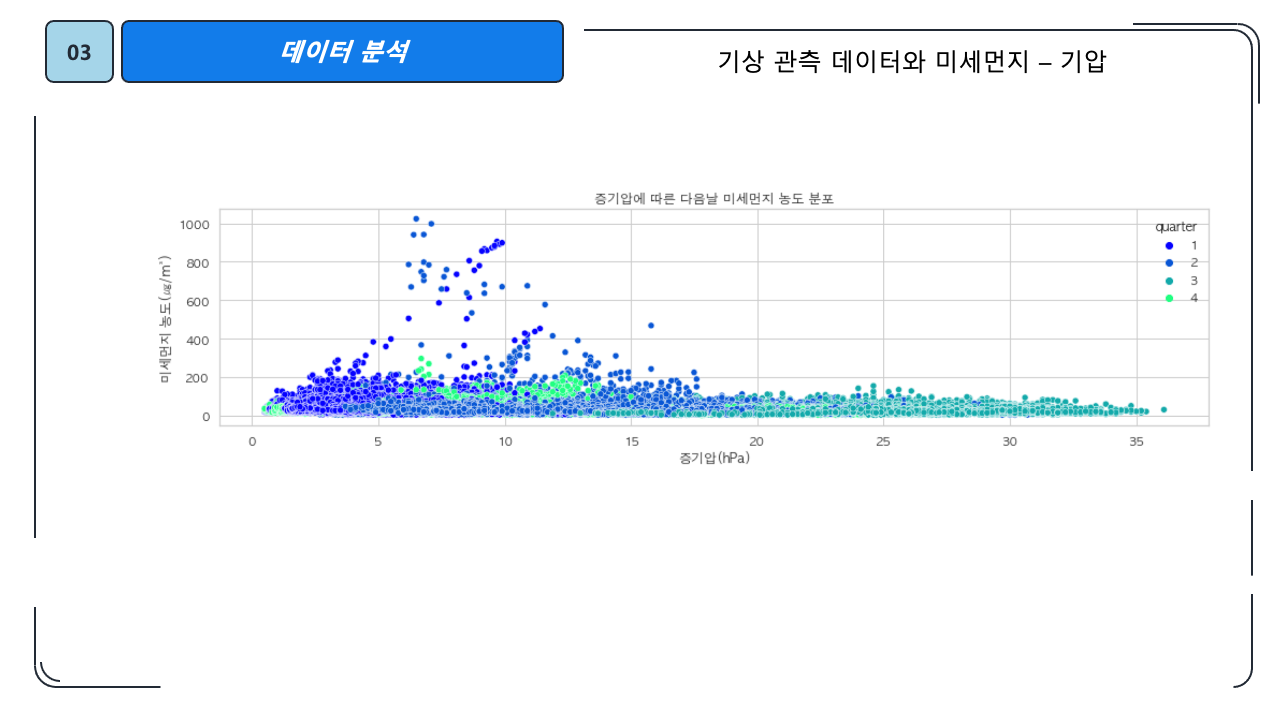 03
데이터 분석
기상 관측 데이터와 미세먼지 – 기압
증기압에 따른 다음날 미세먼지 농도 분포
미세먼지 농도(㎍/㎥)
1000
800
600
400
200
0
quarter
1
2
3
4
0 5 10 15 20 25 30 35
증기압(hPa)